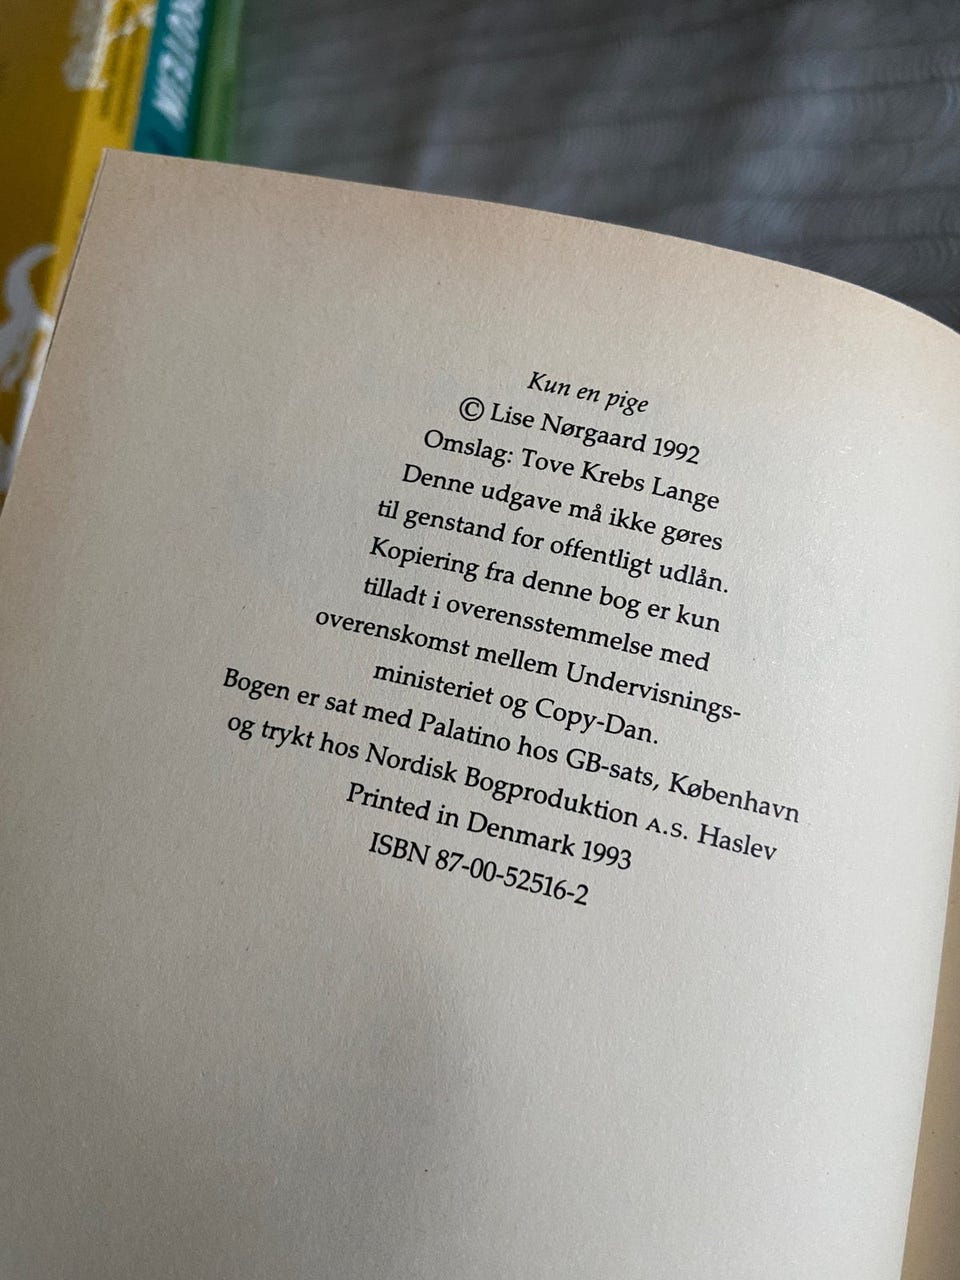 Kun en pige
© Lise Nørgaard 1992
Omslag: Tove Krebs Lange
Denne udgave må ikke gøres
til genstand for offentligt udlån.
Kopiering fra denne bog er kun
tilladt i overensstemmelse med
overenskomst mellem Undervisnings-
ministeriet og Copy-Dan.
Bogen er sat med Palatino hos GB-sats, København
og trykt hos Nordisk Bogproduktion A.S. Haslev
Printed in Denmark 1993
ISBN 87-00-52516-2